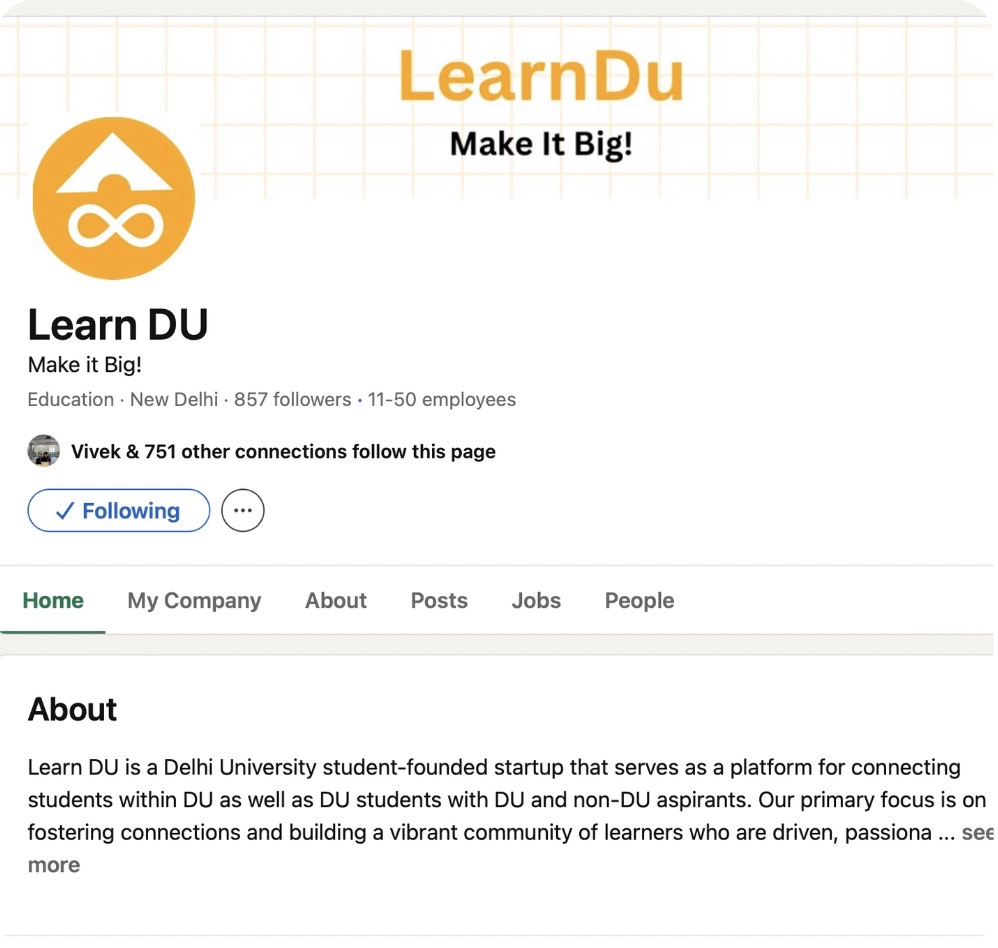 LearnDu
Make It Big!
Learn DU
Make it Big!
Education · New Delhi · 857 followers · 11-50 employees
Vivek & 751 other connections follow this page
✓ Following ···
Home My Company About Posts Jobs People
About
Learn DU is a Delhi University student-founded startup that serves as a platform for connecting
students within DU as well as DU students with DU and non-DU aspirants. Our primary focus is on
fostering connections and building a vibrant community of learners who are driven, passiona ... see
more